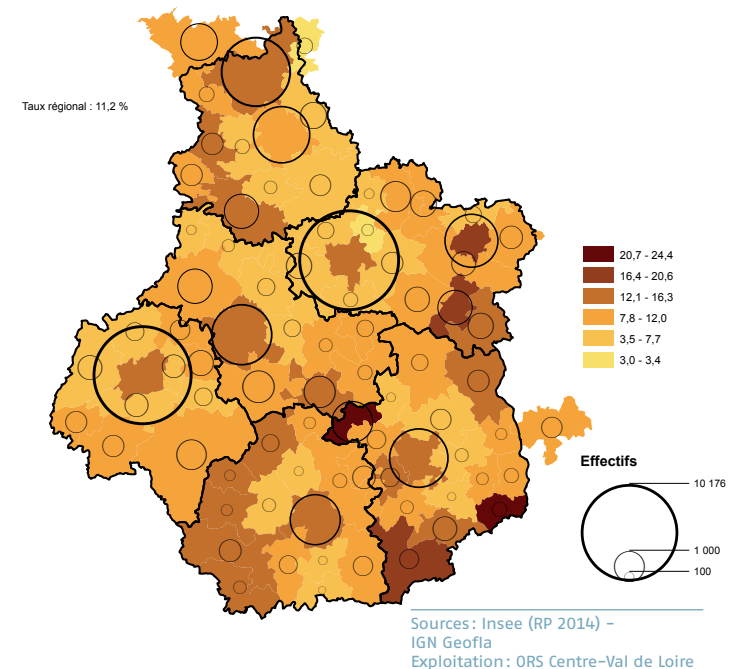 Taux régional : 11,2 %
20,7 - 24,4
16,4 - 20,6
12,1 - 16,3
7,8 - 12,0
3,5 - 7,7
3,0 - 3,4
Effectifs
10 176
1 000
100
Sources : Insee (RP 2014) –
IGN Geofla
Exploitation : ORS Centre-Val de Loire